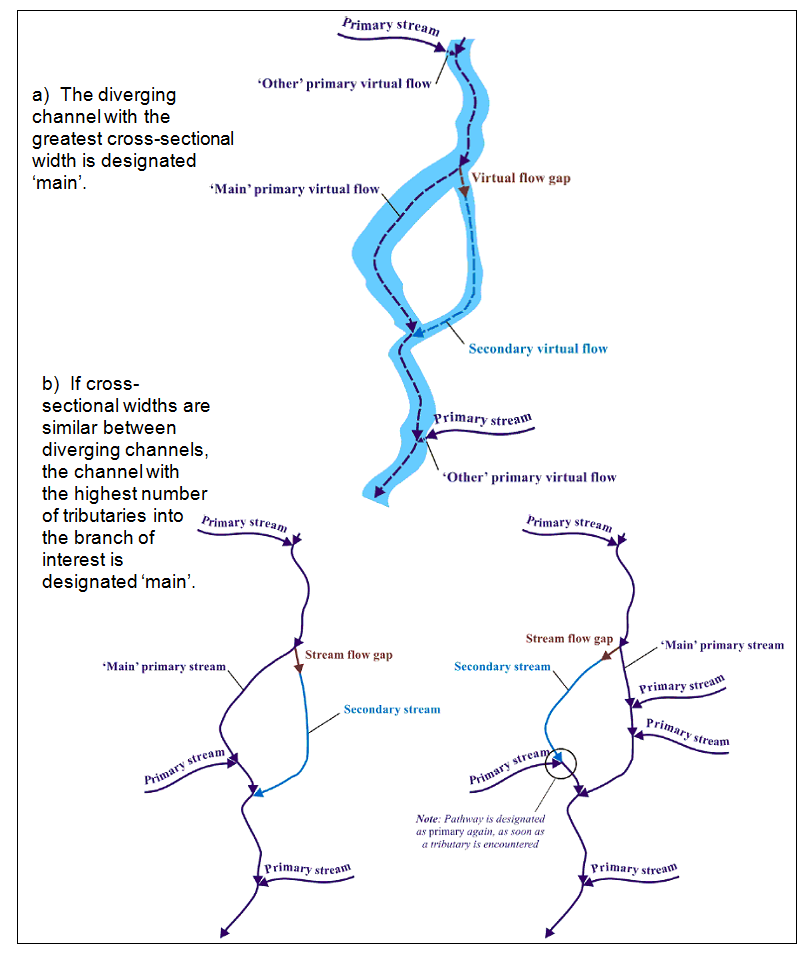 Primary stream
‘Other’ primary virtual flow
a) The diverging
channel with the
greatest cross-sectional
width is designated
‘main’.
Virtual flow gap
‘Main’ primary virtual flow
Secondary virtual flow
b) If cross-
sectional widths are
similar between
diverging channels,
the channel with
the highest number
of tributaries into
the branch of
interest is
designated ‘main’.
Primary stream
‘Other’ primary virtual flow
Primary stream
Stream flow gap
‘Main’ primary stream
Secondary stream
Primary stream
Primary stream
Primary stream
Stream flow gap
‘Main’ primary stream
Secondary stream
Primary stream
Primary stream
Primary stream
Note: Pathway is designated
as primary again, as soon as
a tributary is encountered
Primary stream